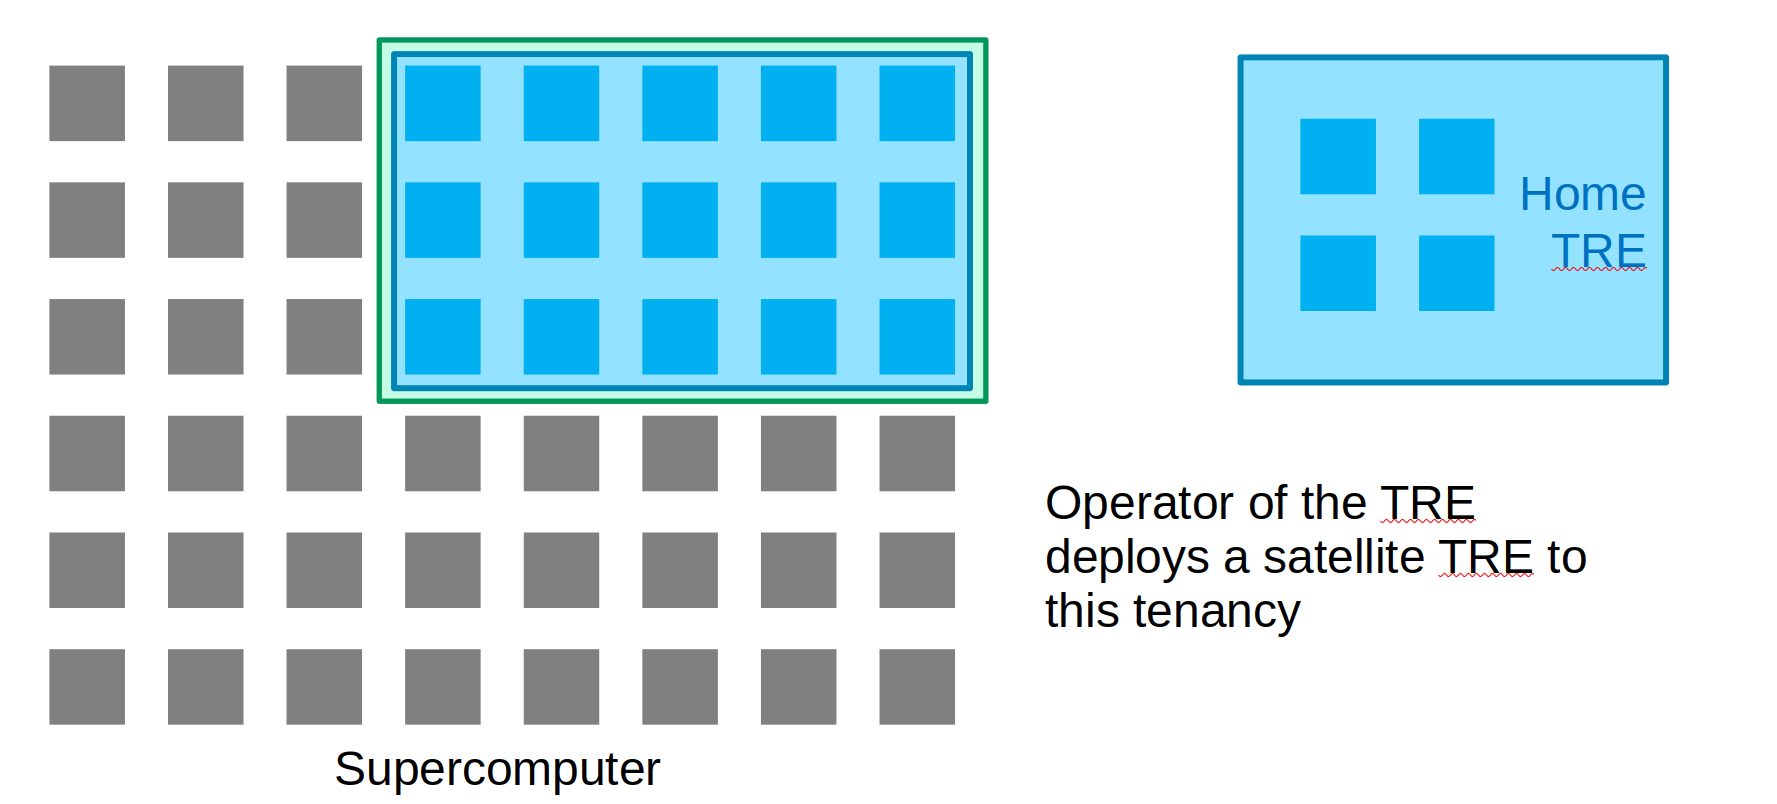 Home
TRE
Operator of the TRE
deploys a satellite TRE to
this tenancy
Supercomputer